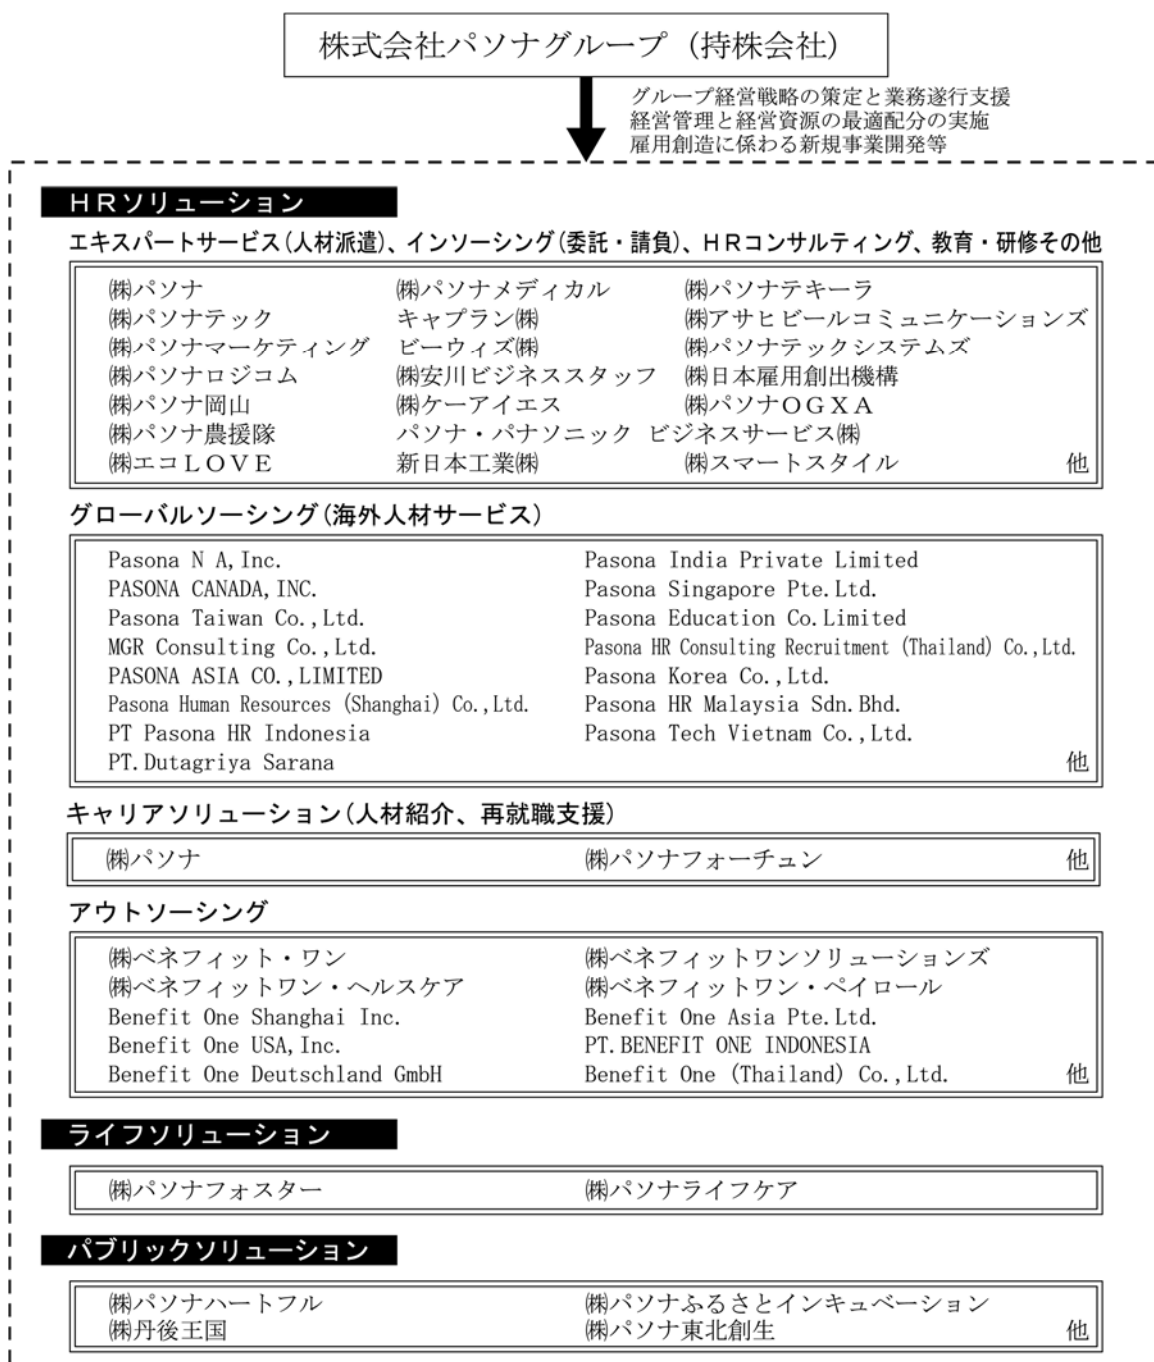 株式会社パソナグループ（持株会社）
グループ経営戦略の策定と業務遂行支援
経営管理と経営資源の最適配分の実施
雇用創造に係わる新規事業開発等
ＨＲソリューション
エキスパートサービス(人材派遣)、インソーシング(委託・請負)、ＨＲコンサルティング、教育・研修その他
㈱パソナ ㈱パソナメディカル ㈱パソナテキーラ
㈱パソナテック キャプラン㈱ ㈱アサヒビールコミュニケーションズ
㈱パソナマーケティング ビーウィズ㈱ ㈱パソナテックシステムズ
㈱パソナロジコム ㈱安川ビジネススタッフ ㈱日本雇用創出機構
㈱パソナ岡山 ㈱ケーアイエス ㈱パソナＯＧＸＡ
㈱パソナ農援隊 パソナ・パナソニック ビジネスサービス㈱
㈱エコＬＯＶＥ 新日本工業㈱ ㈱スマートスタイル 他
グローバルソーシング(海外人材サービス)
Pasona N A,Inc. Pasona India Private Limited
PASONA CANADA,INC. Pasona Singapore Pte.Ltd.
Pasona Taiwan Co.,Ltd. Pasona Education Co.Limited
MGR Consulting Co.,Ltd. Pasona HR Consulting Recruitment (Thailand) Co.,Ltd.
PASONA ASIA CO.,LIMITED Pasona Korea Co.,Ltd.
Pasona Human Resources (Shanghai) Co.,Ltd. Pasona HR Malaysia Sdn.Bhd.
PT Pasona HR Indonesia Pasona Tech Vietnam Co.,Ltd.
PT.Dutagriya Sarana 他
キャリアソリューション(人材紹介、再就職支援)
㈱パソナ ㈱パソナフォーチュン 他
アウトソーシング
㈱ベネフィット・ワン ㈱ベネフィットワンソリューションズ
㈱ベネフィットワン・ヘルスケア ㈱ベネフィットワン・ペイロール
Benefit One Shanghai Inc. Benefit One Asia Pte.Ltd.
Benefit One USA,Inc. PT.BENEFIT ONE INDONESIA
Benefit One Deutschland GmbH Benefit One (Thailand) Co.,Ltd. 他
ライフソリューション
㈱パソナフォスター ㈱パソナライフケア
パブリックソリューション
㈱パソナハートフル ㈱パソナふるさとインキュベーション
㈱丹後王国 ㈱パソナ東北創生 他